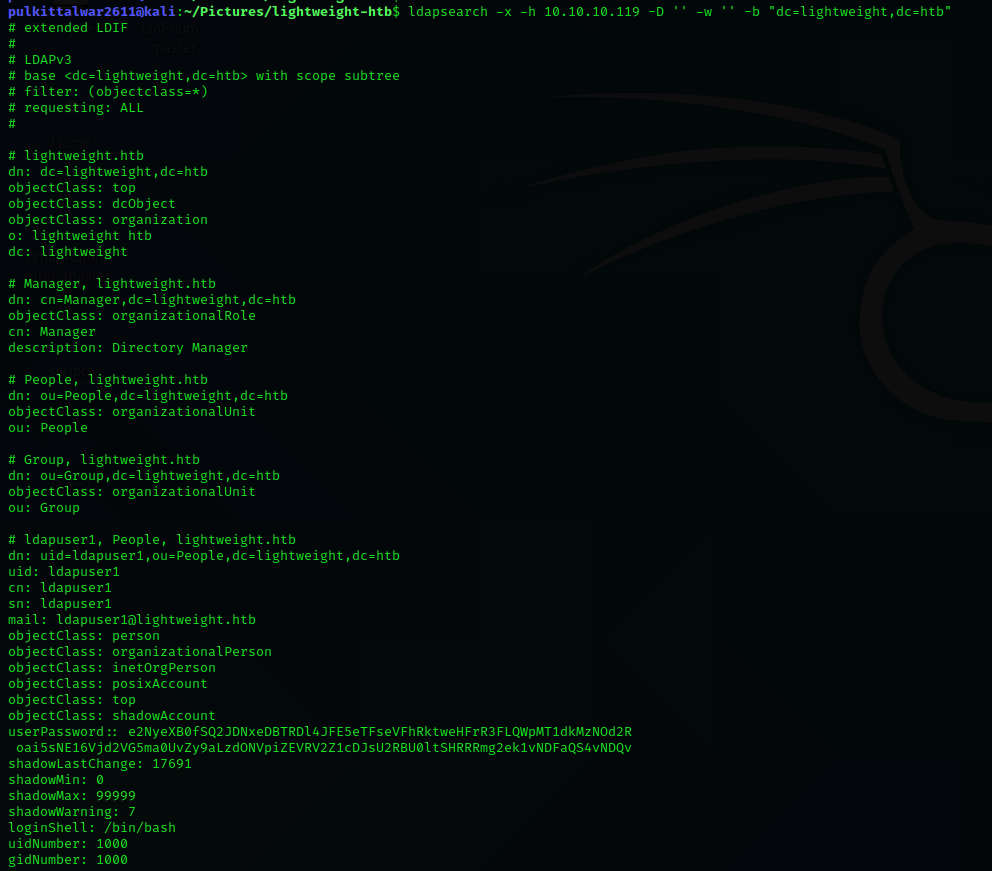 pulkittalwar2611@kali:~/Pictures/lightweight-htb$ ldapsearch -x -h 10.10.10.119 -D '' -w '' -b "dc=lightweight,dc=htb"
# extended LDIF
#
# LDAPv3
# base <dc=lightweight,dc=htb> with scope subtree
# filter: (objectclass=*)
# requesting: ALL
#
# lightweight.htb
dn: dc=lightweight,dc=htb
objectClass: top
objectClass: dcObject
objectClass: organization
o: lightweight htb
dc: lightweight
# Manager, lightweight.htb
dn: cn=Manager,dc=lightweight,dc=htb
objectClass: organizationalRole
cn: Manager
description: Directory Manager
# People, lightweight.htb
dn: ou=People,dc=lightweight,dc=htb
objectClass: organizationalUnit
ou: People
# Group, lightweight.htb
dn: ou=Group,dc=lightweight,dc=htb
objectClass: organizationalUnit
ou: Group
# ldapuser1, People, lightweight.htb
dn: uid=ldapuser1,ou=People,dc=lightweight,dc=htb
uid: ldapuser1
cn: ldapuser1
sn: ldapuser1
mail: ldapuser1@lightweight.htb
objectClass: person
objectClass: organizationalPerson
objectClass: inetOrgPerson
objectClass: posixAccount
objectClass: top
objectClass: shadowAccount
userPassword:: e2NyeXB0fSQ2JDNxeDBTRDl4JFE5eTFseVFhRktweHFrR3FLQWpMT1dkMzNOd2R
oai5sNE16Vjd2VG5ma0UvZy9aLzdONVpiZEVRV2Z1cDJsU2RBU0ltSHRRRmg2ek1vNDFaQS4vNDQv
shadowLastChange: 17691
shadowMin: 0
shadowMax: 99999
shadowWarning: 7
loginShell: /bin/bash
uidNumber: 1000
gidNumber: 1000